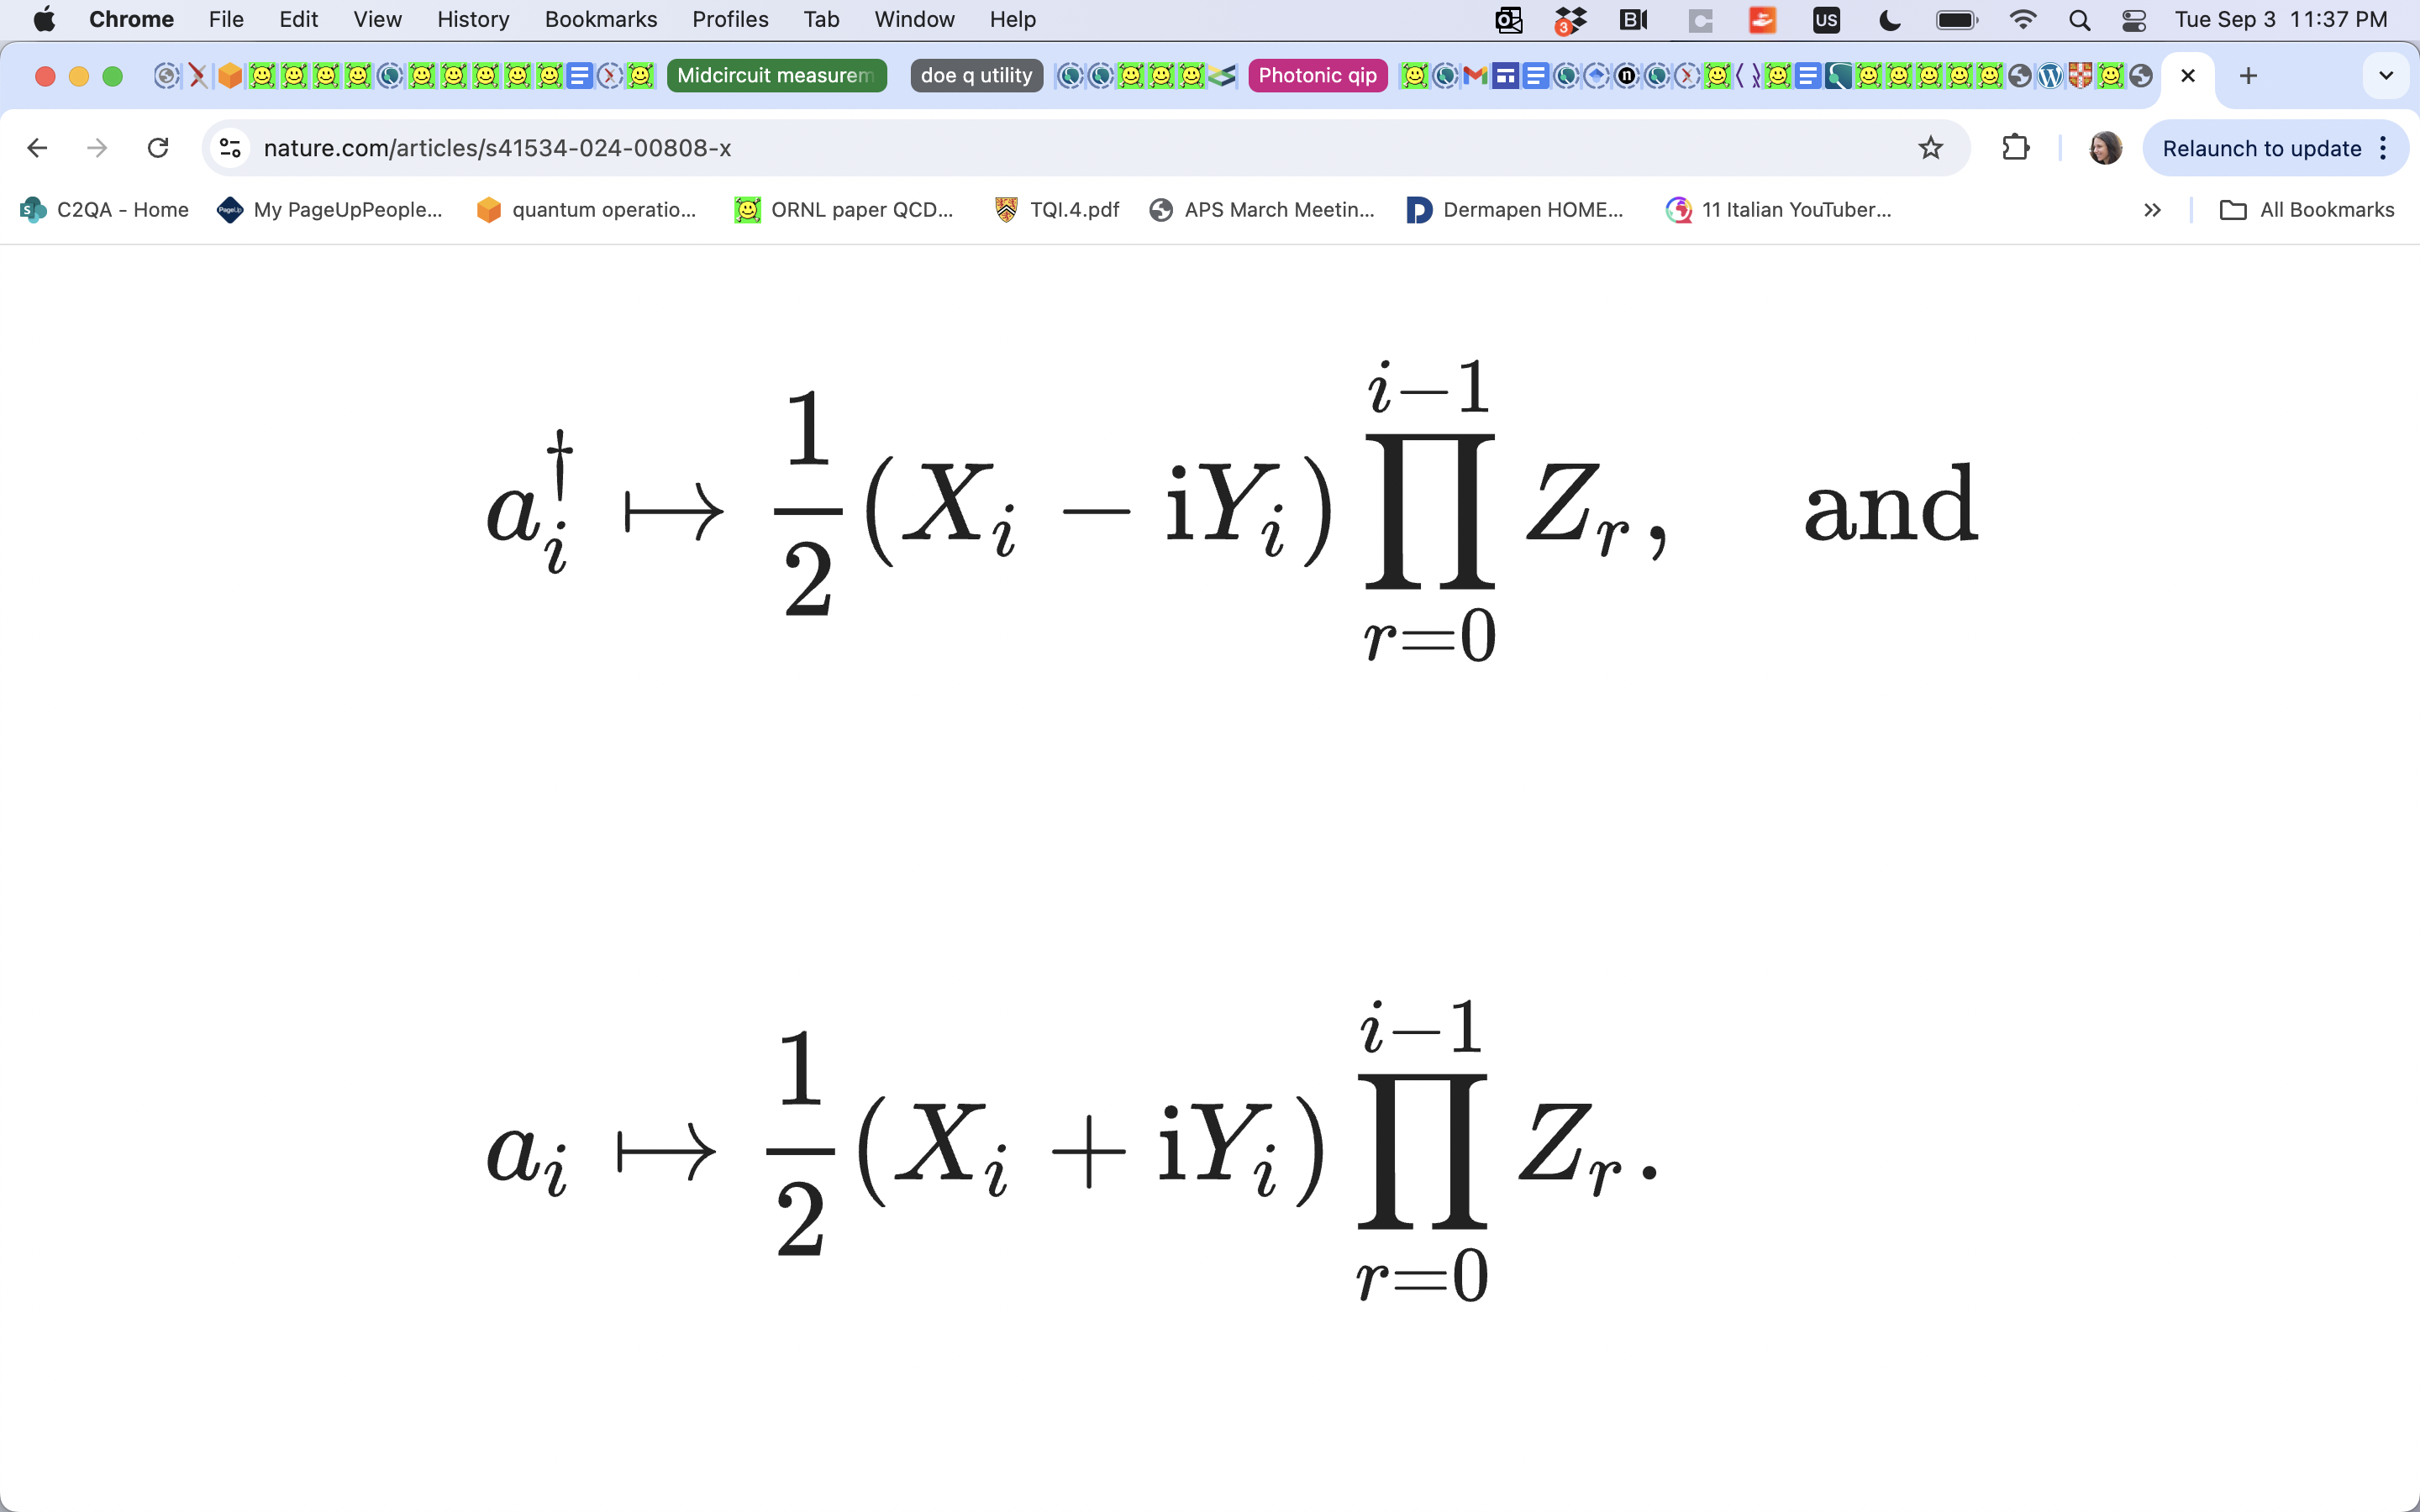 Chrome File Edit View History Bookmarks Profiles Tab Window Help 3 US Tue Sep 3 11:37 PM
Midcircuit measurem doe q utility Photonic qip
nature.com/articles/s41534-024-00808-x Relaunch to update
C2QA - Home My PageUpPeople... quantum operatio... ORNL paper QCD... TQI.4.pdf APS March Meetin... Dermapen HOME... 11 Italian YouTuber... All Bookmarks
a_i^† ↦ 1/2 (X_i − iY_i) ∏_{r=0}^{i−1} Z_r, and
a_i ↦ 1/2 (X_i + iY_i) ∏_{r=0}^{i−1} Z_r.